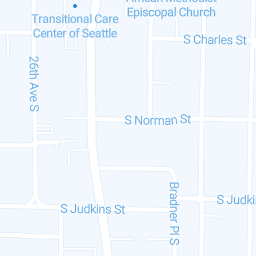 African Methodist
Episcopal Church
Transitional Care
Center of Seattle
S Charles St
26th Ave S
S Norman St
Bradner Pl S
S Judkins St
S Judkins